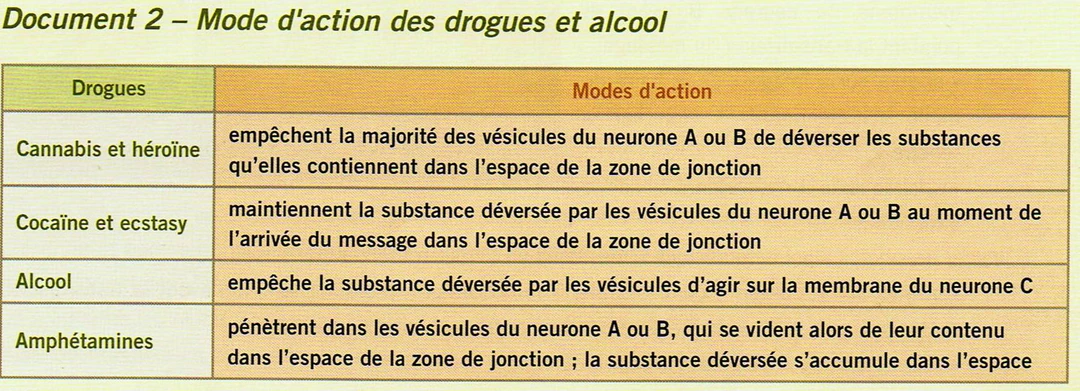 Document 2 – Mode d'action des drogues et alcool
Drogues
Modes d'action
Cannabis et héroïne
empêchent la majorité des vésicules du neurone A ou B de déverser les substances
qu'elles contiennent dans l'espace de la zone de jonction
Cocaïne et ecstasy
maintiennent la substance déversée par les vésicules du neurone A ou B au moment de
l'arrivée du message dans l'espace de la zone de jonction
Alcool
empêche la substance déversée par les vésicules d'agir sur la membrane du neurone C
Amphétamines
pénètrent dans les vésicules du neurone A ou B, qui se vident alors de leur contenu
dans l'espace de la zone de jonction ; la substance déversée s'accumule dans l'espace